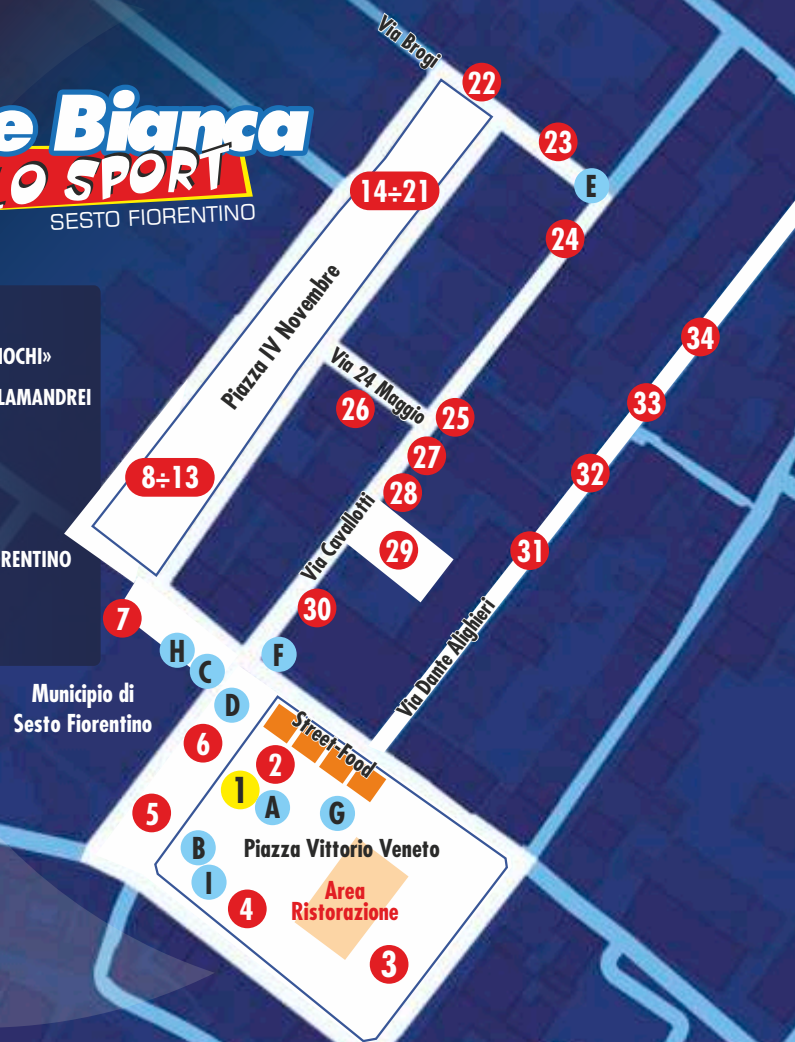 e Bianca
LO SPORT
SESTO FIORENTINO
IOCHI»
LAMANDREI
RENTINO
Via Brogi
22
23
E
14÷21
24
Piazza IV Novembre
34
Via 24 Maggio
26
25
33
27
32
8÷13
28
Via Cavallotti
29
31
30
7
H
C
F
D
Via Dante Alighieri
Municipio di
Sesto Fiorentino
6
Street-Food
2
1
A
G
5
B
Piazza Vittorio Veneto
I
4
Area
Ristorazione
3